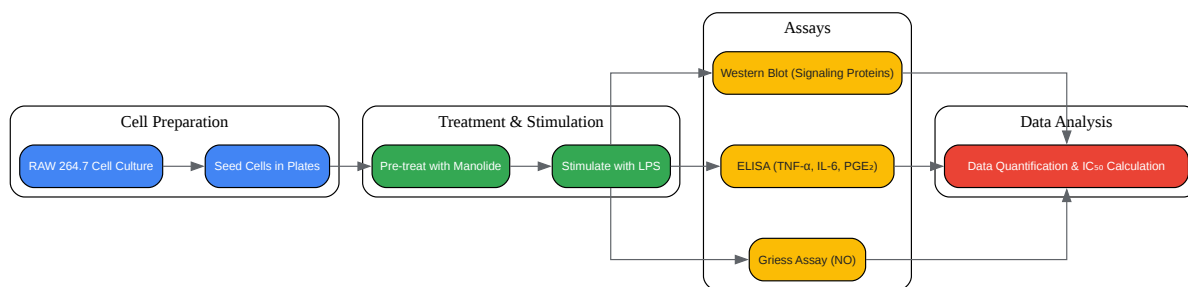 Cell Preparation
RAW 264.7 Cell Culture
Seed Cells in Plates
Treatment & Stimulation
Pre-treat with Manolide
Stimulate with LPS
Assays
Western Blot (Signaling Proteins)
ELISA (TNF-α, IL-6, PGE₂)
Griess Assay (NO)
Data Analysis
Data Quantification & IC₅₀ Calculation